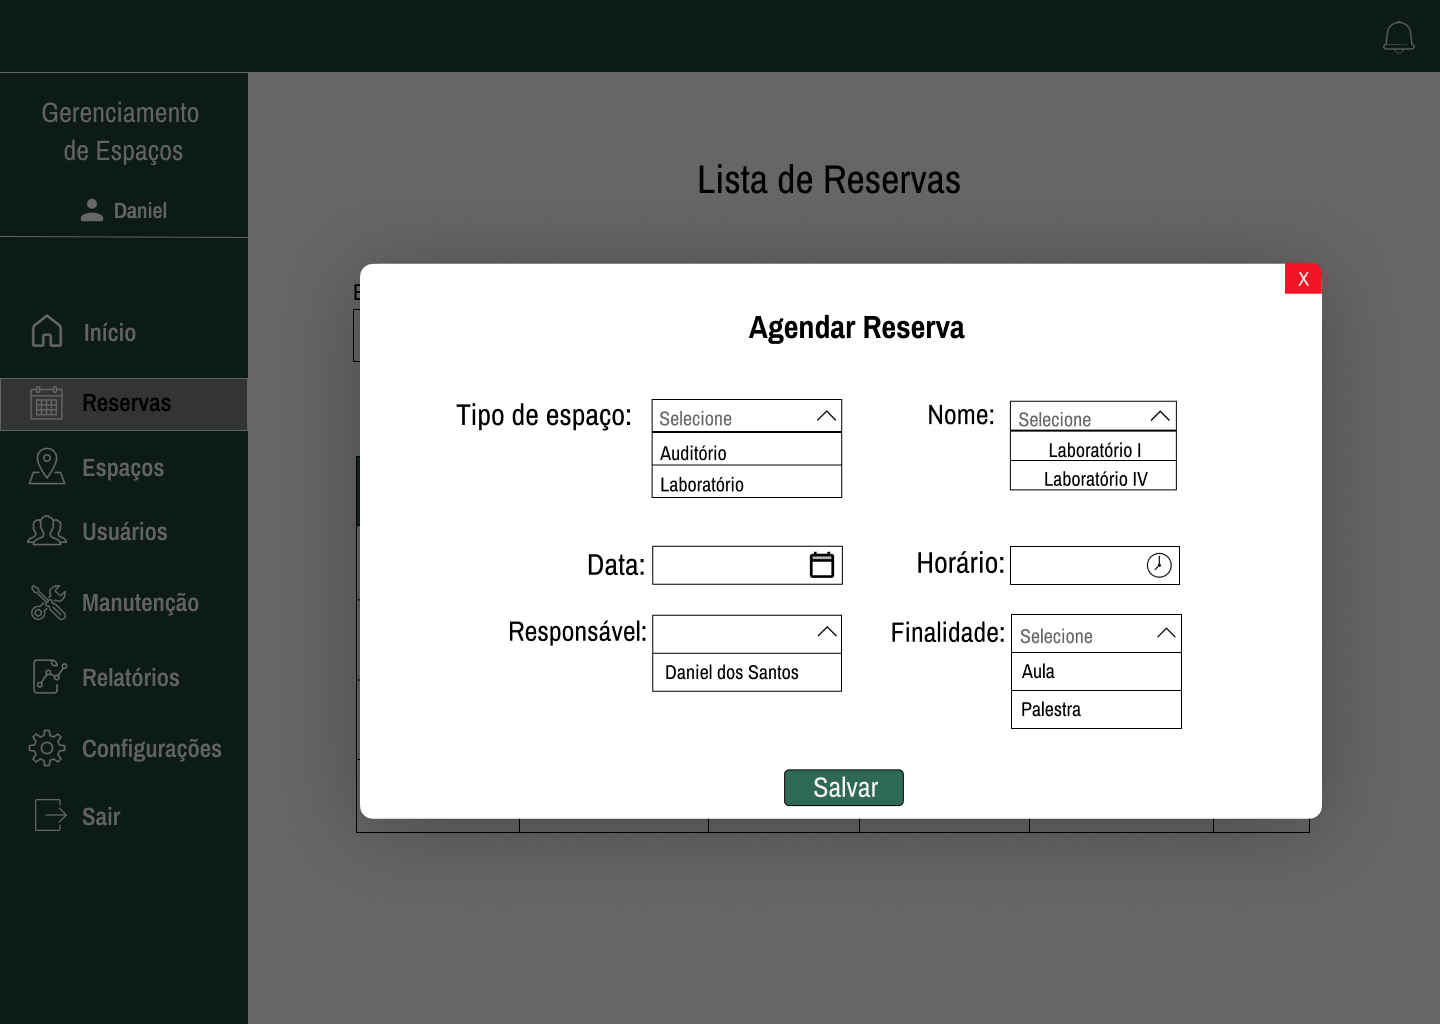 Gerenciamento
de Espaços
Daniel
Início
Reservas
Espaços
Usuários
Manutenção
Relatórios
Configurações
Sair
Lista de Reservas
X
Agendar Reserva
Tipo de espaço:
Selecione
Auditório
Laboratório
Nome:
Selecione
Laboratório I
Laboratório IV
Data:
Horário:
Responsável:
Daniel dos Santos
Finalidade:
Selecione
Aula
Palestra
Salvar